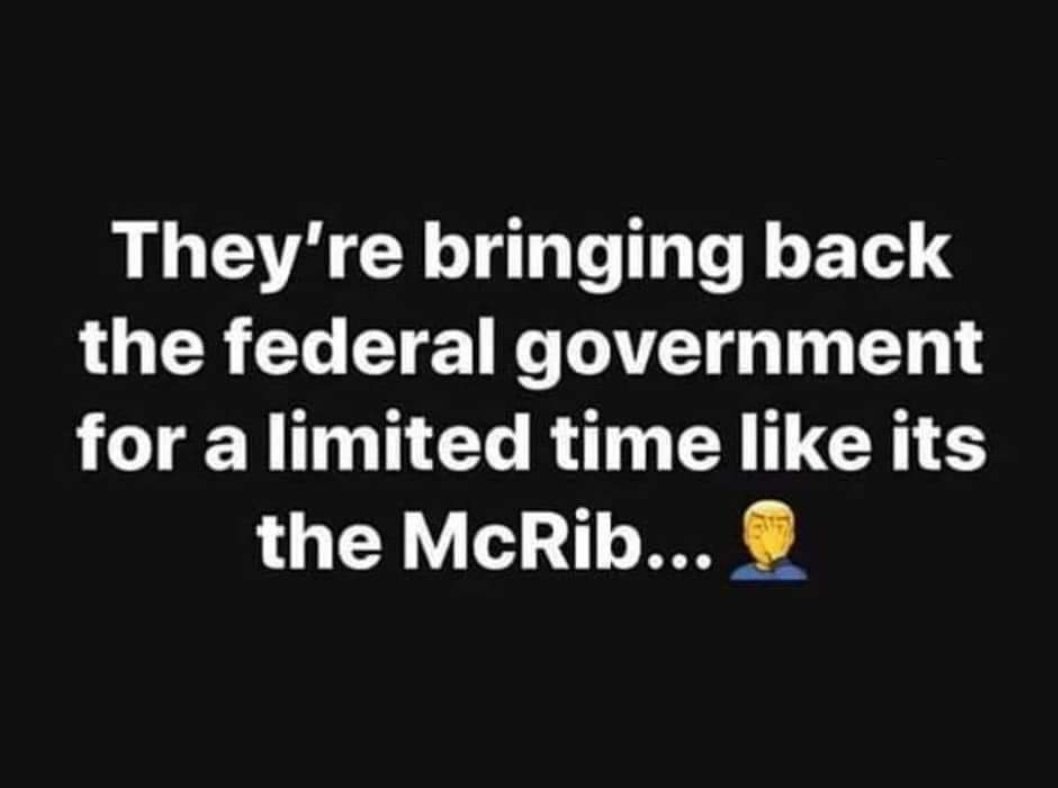 They’re bringing back
the federal government
for a limited time like its
the McRib... 🤦‍♂️